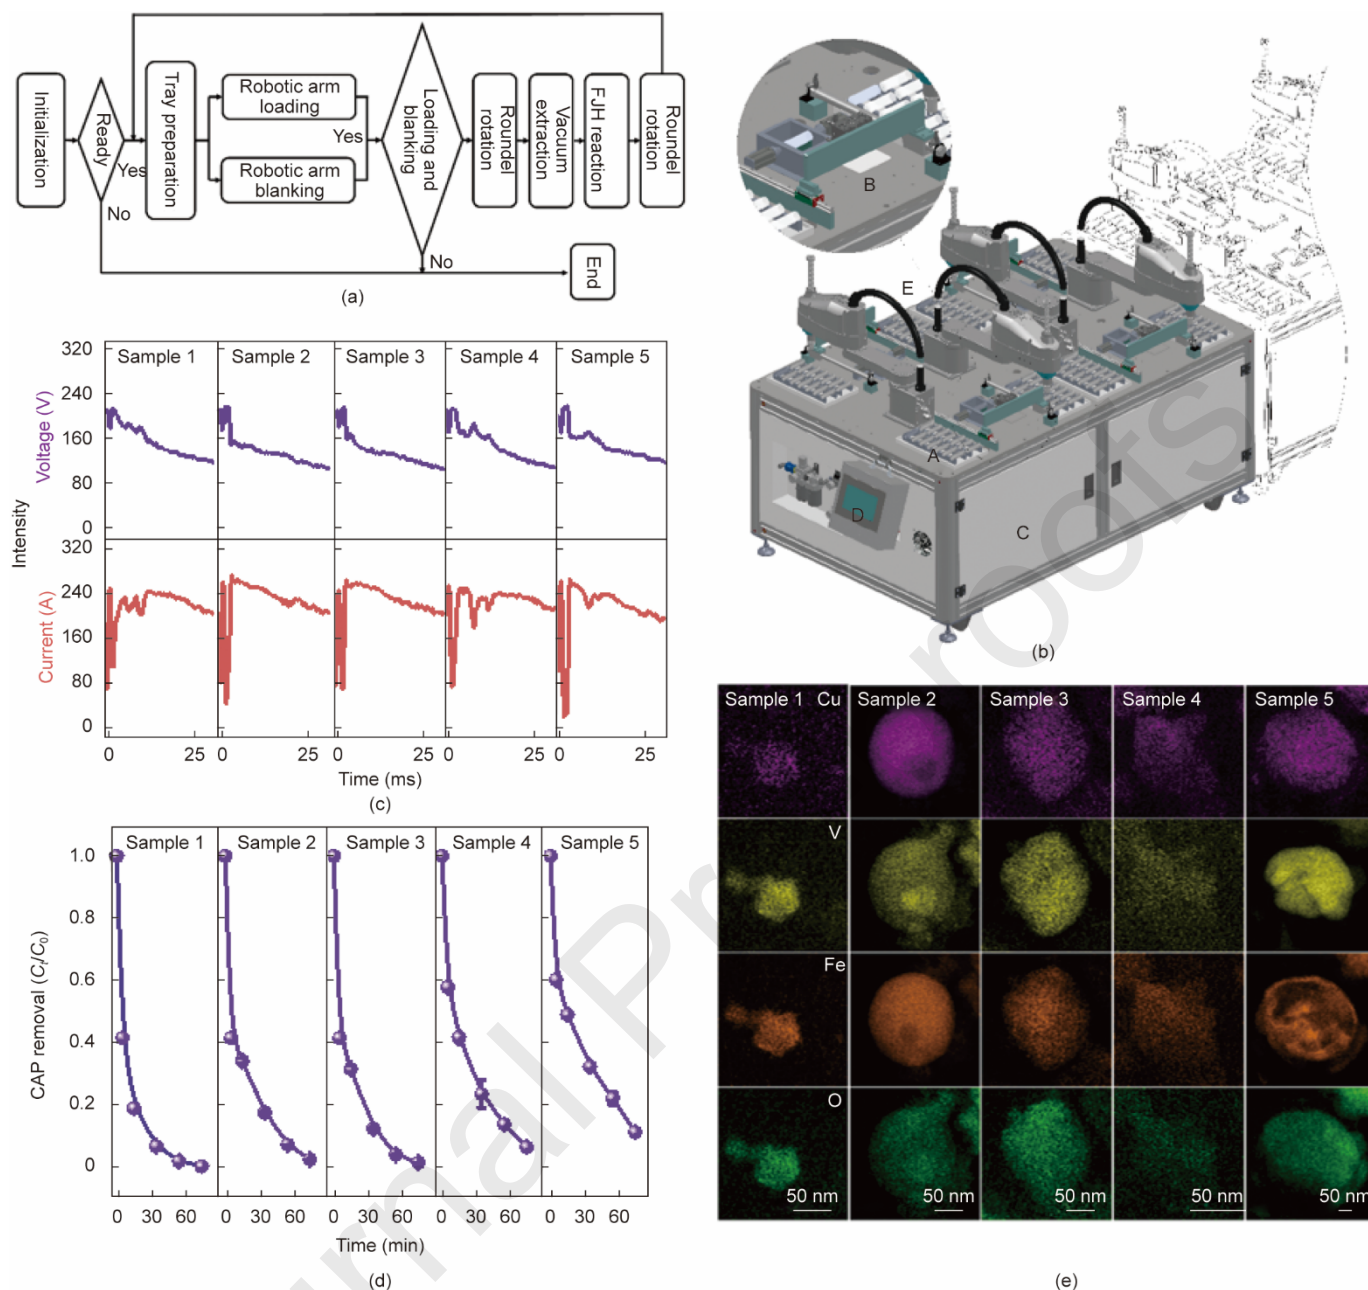 Initialization
Ready
Yes
No
Tray preparation
Robotic arm
loading
Robotic arm
blanking
Yes
Loading and
blanking
No
Roundel
rotation
Vacuum
extraction
FJH reaction
Roundel
rotation
End
(a)
B
E
A
D
C
(b)
Intensity
Voltage (V)
320
240
160
80
0
Current (A)
320
240
160
80
0
Sample 1
Sample 2
Sample 3
Sample 4
Sample 5
0 25 0 25 0 25 0 25 0 25
Time (ms)
(c)
CAP removal (Ct/C0)
1.0
0.8
0.6
0.4
0.2
0
Sample 1
Sample 2
Sample 3
Sample 4
Sample 5
0 30 60 0 30 60 0 30 60 0 30 60 0 30 60
Time (min)
(d)
Sample 1 Cu
Sample 2
Sample 3
Sample 4
Sample 5
V
Fe
O
50 nm
50 nm
50 nm
50 nm
50 nm
(e)